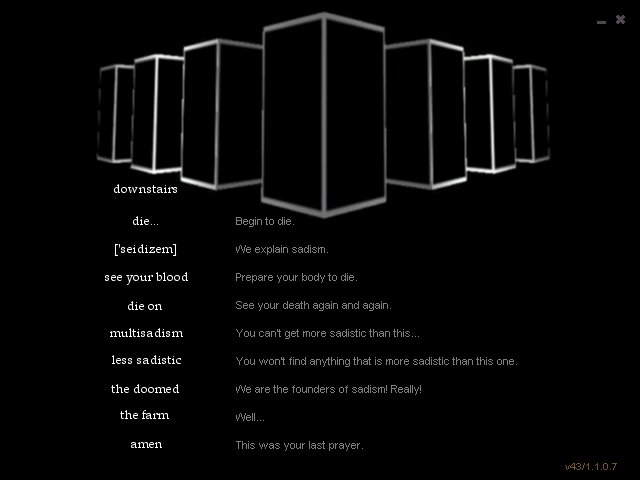 downstairs
die... Begin to die.
['seidizem] We explain sadism.
see your blood Prepare your body to die.
die on See your death again and again.
multisadism You can't get more sadistic than this...
less sadistic You won't find anything that is more sadistic than this one.
the doomed We are the founders of sadism! Really!
the farm Well...
amen This was your last prayer.
v43/1.1.0.7